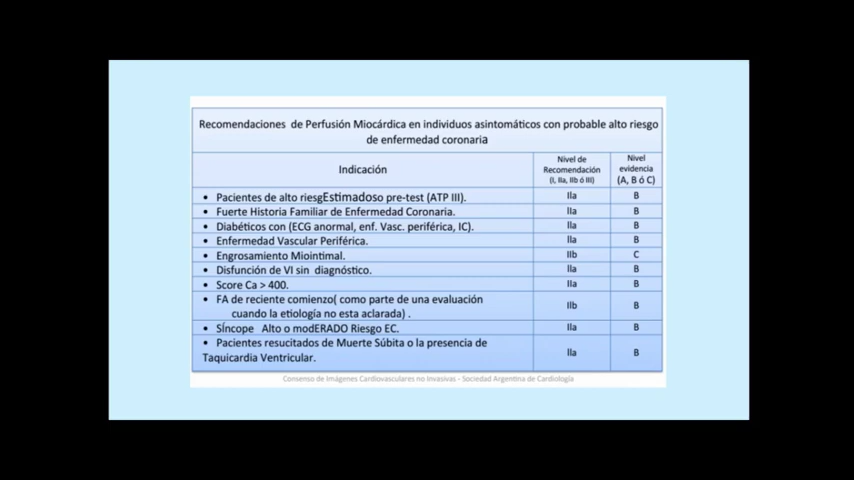 Recomendaciones de Perfusión Miocárdica en individuos asintomáticos con probable alto riesgo
de enfermedad coronaria
Indicación
Nivel de
Recomendación
(I, IIa, IIb ó III)
Nivel
evidencia
(A, B ó C)
• Pacientes de alto riesgEstimadoso pre-test (ATP III). IIa B
• Fuerte Historia Familiar de Enfermedad Coronaria. IIa B
• Diabéticos con (ECG anormal, enf. Vasc. periférica, IC). IIa B
• Enfermedad Vascular Periférica. IIa B
• Engrosamiento Miointimal. IIb C
• Disfunción de VI sin diagnóstico. IIa B
• Score Ca > 400. IIa B
• FA de reciente comienzo( como parte de una evaluación
cuando la etiología no esta aclarada) . IIb B
• SÍncope Alto o modERADO Riesgo EC. IIa B
• Pacientes resucitados de Muerte Súbita o la presencia de
Taquicardia Ventricular. IIa B
Consenso de Imágenes Cardiovasculares no Invasivas - Sociedad Argentina de Cardiología